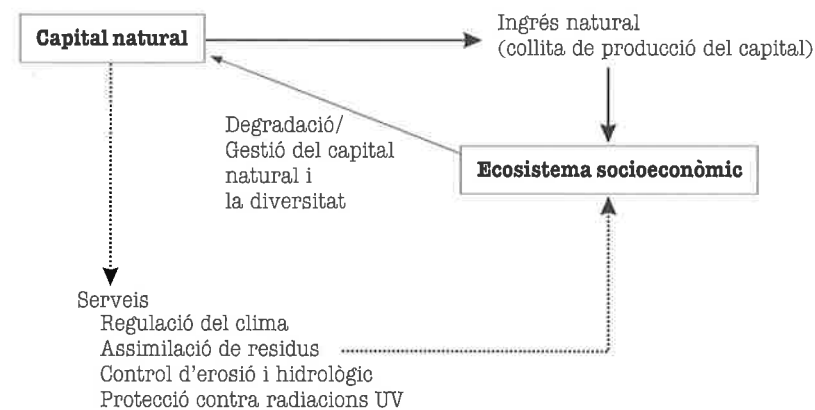 Capital natural
Ingrés natural
(collita de producció del capital)
Degradació/
Gestió del capital
natural i
la diversitat
Ecosistema socioeconòmic
Serveis
Regulació del clima
Assimilació de residus
Control d'erosió i hidrològic
Protecció contra radiacions UV